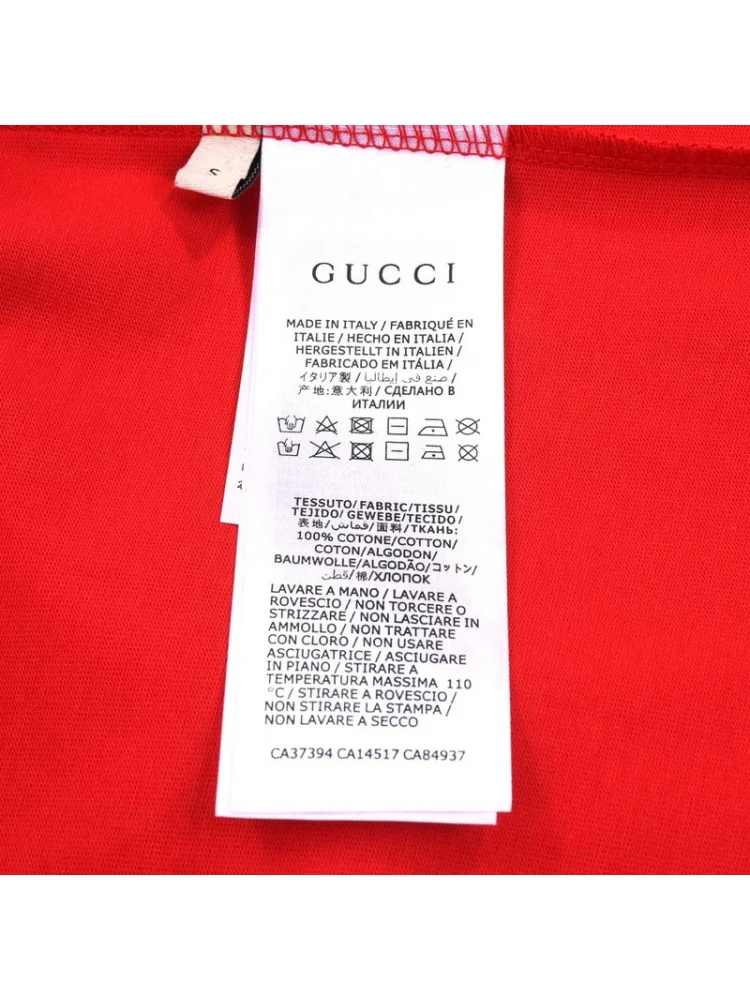 S
GUCCI
MADE IN ITALY / FABRIQUÉ EN
ITALIE / HECHO EN ITALIA /
HERGESTELLT IN ITALIEN /
FABRICADO EM ITÁLIA /
イタリア製 / صنع في إيطاليا /
产地:意大利 / СДЕЛАНО В
ИТАЛИИ
TESSUTO/FABRIC/TISSU/
TEJIDO/ GEWEBE/TECIDO/
表地/قماش/面料/ТКАНЬ:
100% COTONE/COTTON/
COTON/ALGODON/
BAUMWOLLE/ALGODÃO/コットン/
قطن/棉/ХЛОПОК
LAVARE A MANO / LAVARE A
ROVESCIO / NON TORCERE O
STRIZZARE / NON LASCIARE IN
AMMOLLO / NON TRATTARE
CON CLORO / NON USARE
ASCIUGATRICE / ASCIUGARE
IN PIANO / STIRARE A
TEMPERATURA MASSIMA 110
°C / STIRARE A ROVESCIO /
NON STIRARE LA STAMPA /
NON LAVARE A SECCO
CA37394 CA14517 CA84937